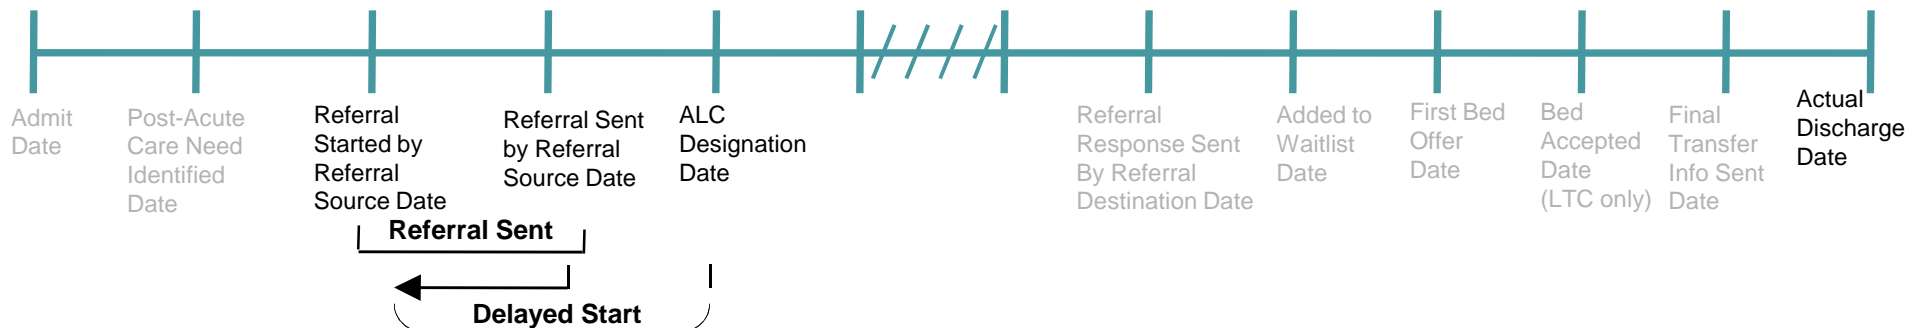 Admit
Date
Post-Acute
Care Need
Identified
Date
Referral
Started by
Referral
Source Date
Referral Sent
by Referral
Source Date
ALC
Designation
Date
Referral
Response Sent
By Referral
Destination Date
Added to
Waitlist
Date
First Bed
Offer
Date
Bed
Accepted
Date
(LTC only)
Final
Transfer
Info Sent
Date
Actual
Discharge
Date
Referral Sent
Delayed Start